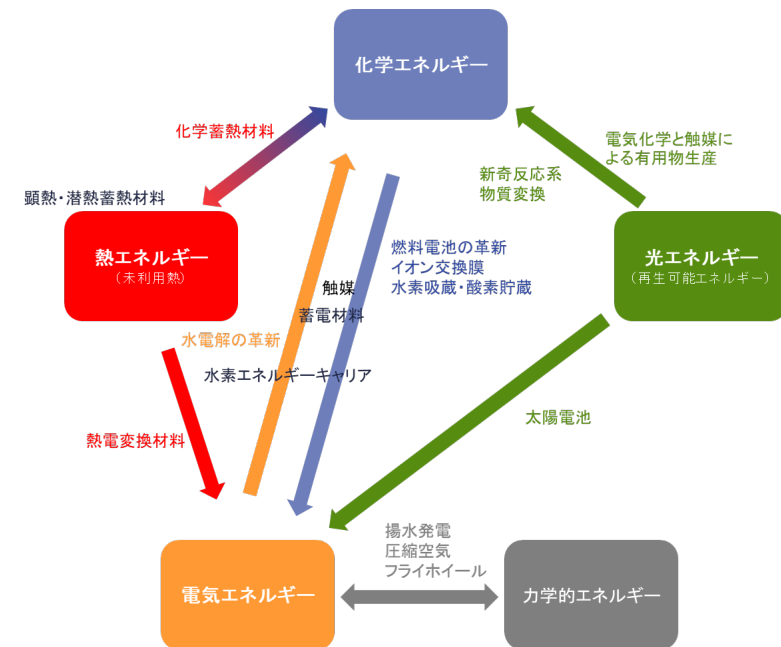 化学エネルギー
化学蓄熱材料
電気化学と触媒に
よる有用物生産
新奇反応系
物質変換
顕熱・潜熱蓄熱材料
熱エネルギー
(未利用熱)
燃料電池の革新
イオン交換膜
水素吸蔵・酸素貯蔵
光エネルギー
(再生可能エネルギー)
触媒
蓄電材料
水電解の革新
水素エネルギーキャリア
太陽電池
熱電変換材料
揚水発電
圧縮空気
フライホイール
電気エネルギー
力学的エネルギー